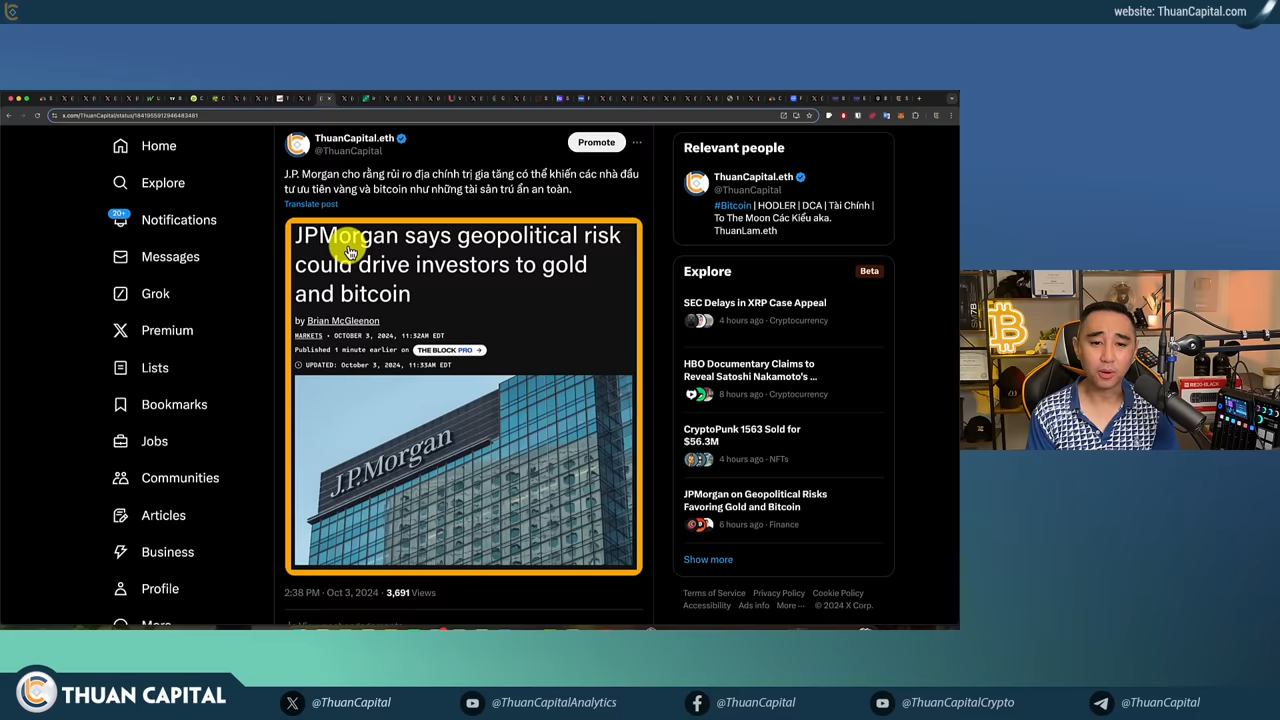 website: ThuanCapital.com
x.com/ThuanCapital/status/1841955912946483481
Home
Explore
20+
Notifications
Messages
Grok
Premium
Lists
Bookmarks
Jobs
Communities
Articles
Business
Profile
More
ThuanCapital.eth
@ThuanCapital
Promote
J.P. Morgan cho rằng rủi ro địa chính trị gia tăng có thể khiến các nhà đầu
tư ưu tiên vàng và bitcoin như những tài sản trú ẩn an toàn.
Translate post
JPMorgan says geopolitical risk
could drive investors to gold
and bitcoin
by Brian McGleenon
MARKETS • OCTOBER 3, 2024, 11:32AM EDT
Published 1 minute earlier on THE BLOCK PRO →
UPDATED: October 3, 2024, 11:33AM EDT
J.P.Morgan
2:38 PM · Oct 3, 2024 · 3,691 Views
Relevant people
ThuanCapital.eth
@ThuanCapital
#Bitcoin | HODLER | DCA | Tài Chính |
To The Moon Các Kiểu aka.
ThuanLam.eth
Explore
Beta
SEC Delays in XRP Case Appeal
4 hours ago · Cryptocurrency
HBO Documentary Claims to
Reveal Satoshi Nakamoto's ...
8 hours ago · Cryptocurrency
CryptoPunk 1563 Sold for
$56.3M
4 hours ago · NFTs
JPMorgan on Geopolitical Risks
Favoring Gold and Bitcoin
6 hours ago · Finance
Show more
Terms of Service Privacy Policy Cookie Policy
Accessibility Ads info More ··· © 2024 X Corp.
SM7B
THUAN CAPITAL
@ThuanCapital
@ThuanCapitalAnalytics
@ThuanCapital
@ThuanCapitalCrypto
@ThuanCapital